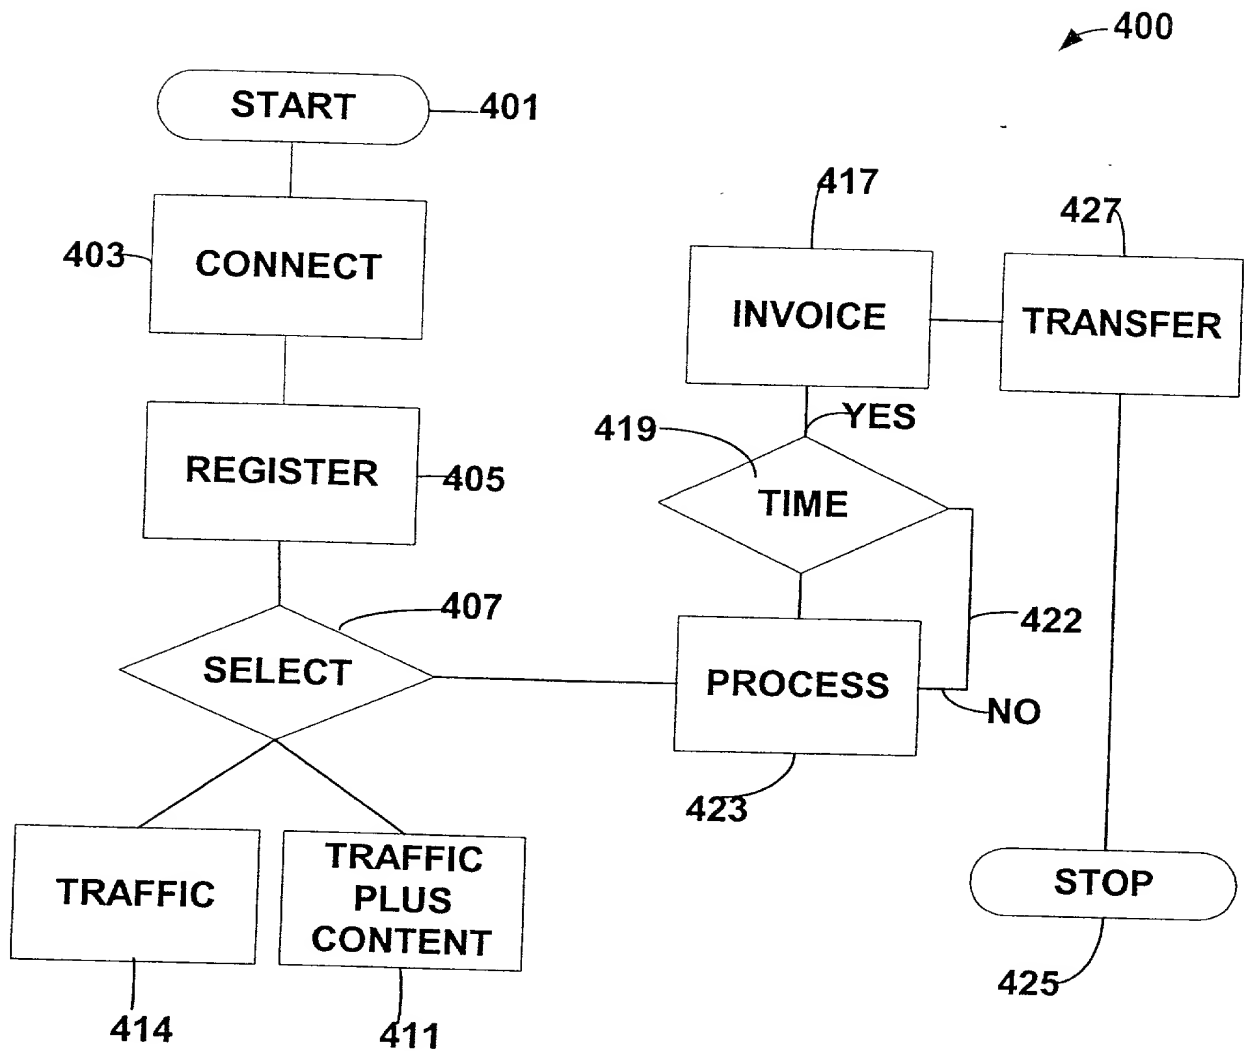 400
START
401
403
CONNECT
REGISTER
405
SELECT
407
TRAFFIC
414
TRAFFIC
PLUS
CONTENT
411
417
INVOICE
427
TRANSFER
YES
419
TIME
422
PROCESS
NO
423
STOP
425